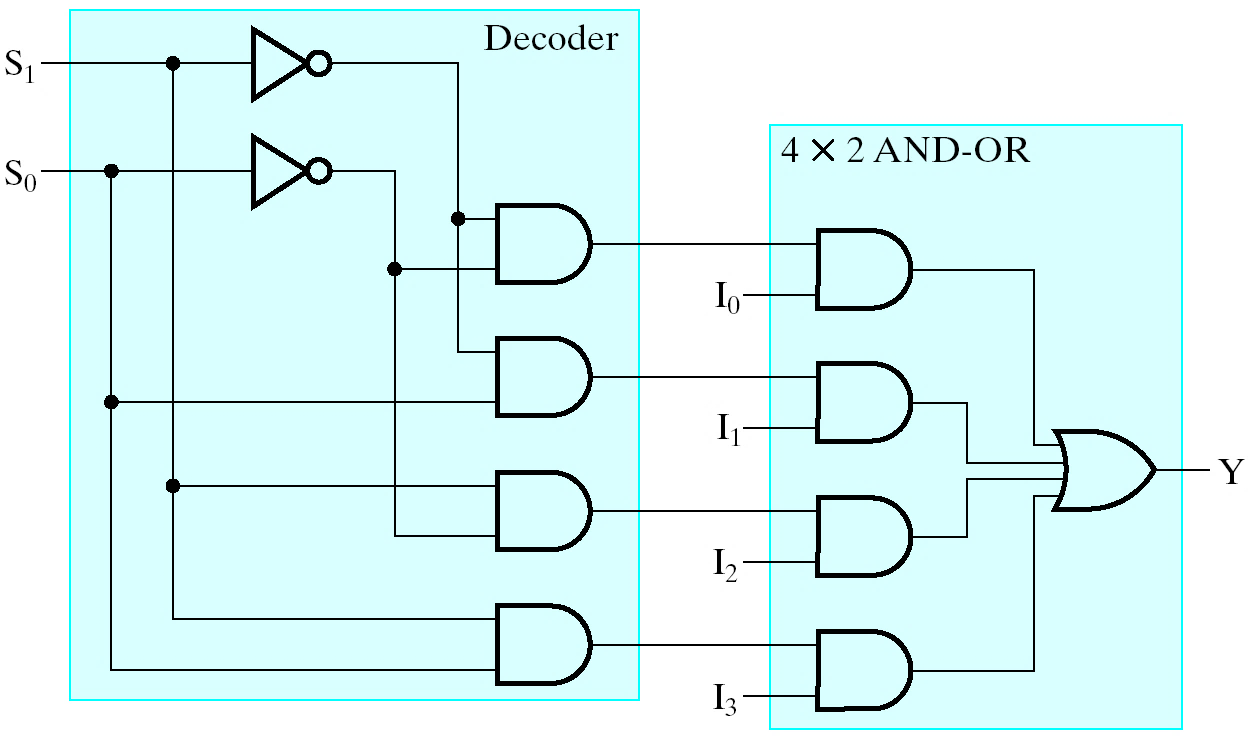 Decoder
S1
S0
4 × 2 AND-OR
I0
I1
Y
I2
I3